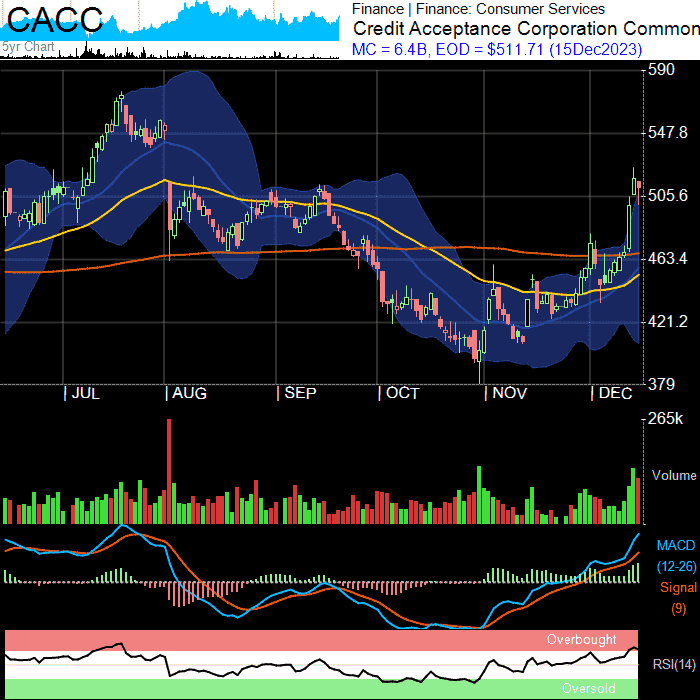 CACC
5yr Chart
Finance | Finance: Consumer Services
Credit Acceptance Corporation Common
MC = 6.4B, EOD = $511.71 (15Dec2023)
590
547.8
505.6
463.4
421.2
379
| JUL | AUG | SEP | OCT | NOV | DEC
265k
Volume
MACD
(12-26)
Signal
(9)
Overbought
RSI(14)
Oversold